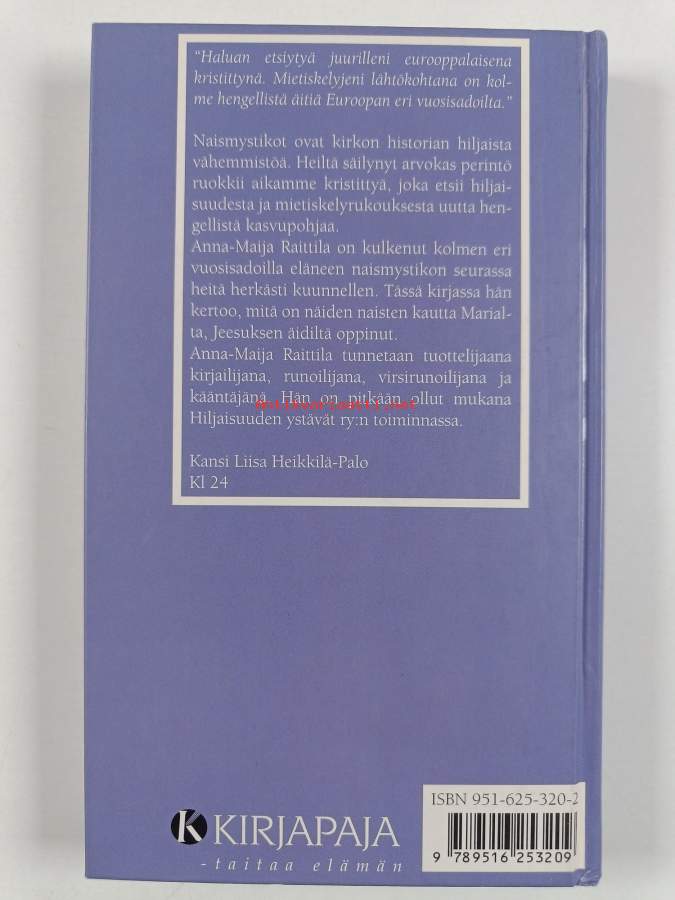 “Haluan etsiytyä juurilleni eurooppalaisena
kristittynä. Mietiskelyjeni lähtökohtana on kol-
me hengellistä äitiä Euroopan eri vuosisadoilta.”
Naismystikot ovat kirkon historian hiljaista
vähemmistöä. Heiltä säilynyt arvokas perintö
ruokkii aikamme kristittyä, joka etsii hiljai-
suudesta ja mietiskelyrukouksesta uutta hen-
gellistä kasvupohjaa.
Anna-Maija Raittila on kulkenut kolmen eri
vuosisadoilla eläneen naismystikon seurassa
heitä herkästi kuunnellen. Tässä kirjassa hän
kertoo, mitä on näiden naisten kautta Marial-
ta, Jeesuksen äidiltä oppinut.
Anna-Maija Raittila tunnetaan tuotteliaana
kirjailijana, runoilijana, virsirunoilijana ja
kääntäjänä. Hän on pitkään ollut mukana
Hiljaisuuden ystävät ry:n toiminnassa.
Kansi Liisa Heikkilä-Palo
Kl 24
ISBN 951-625-320-2
9 789516 253209
K KIRJAPAJA
-taitaa elämän